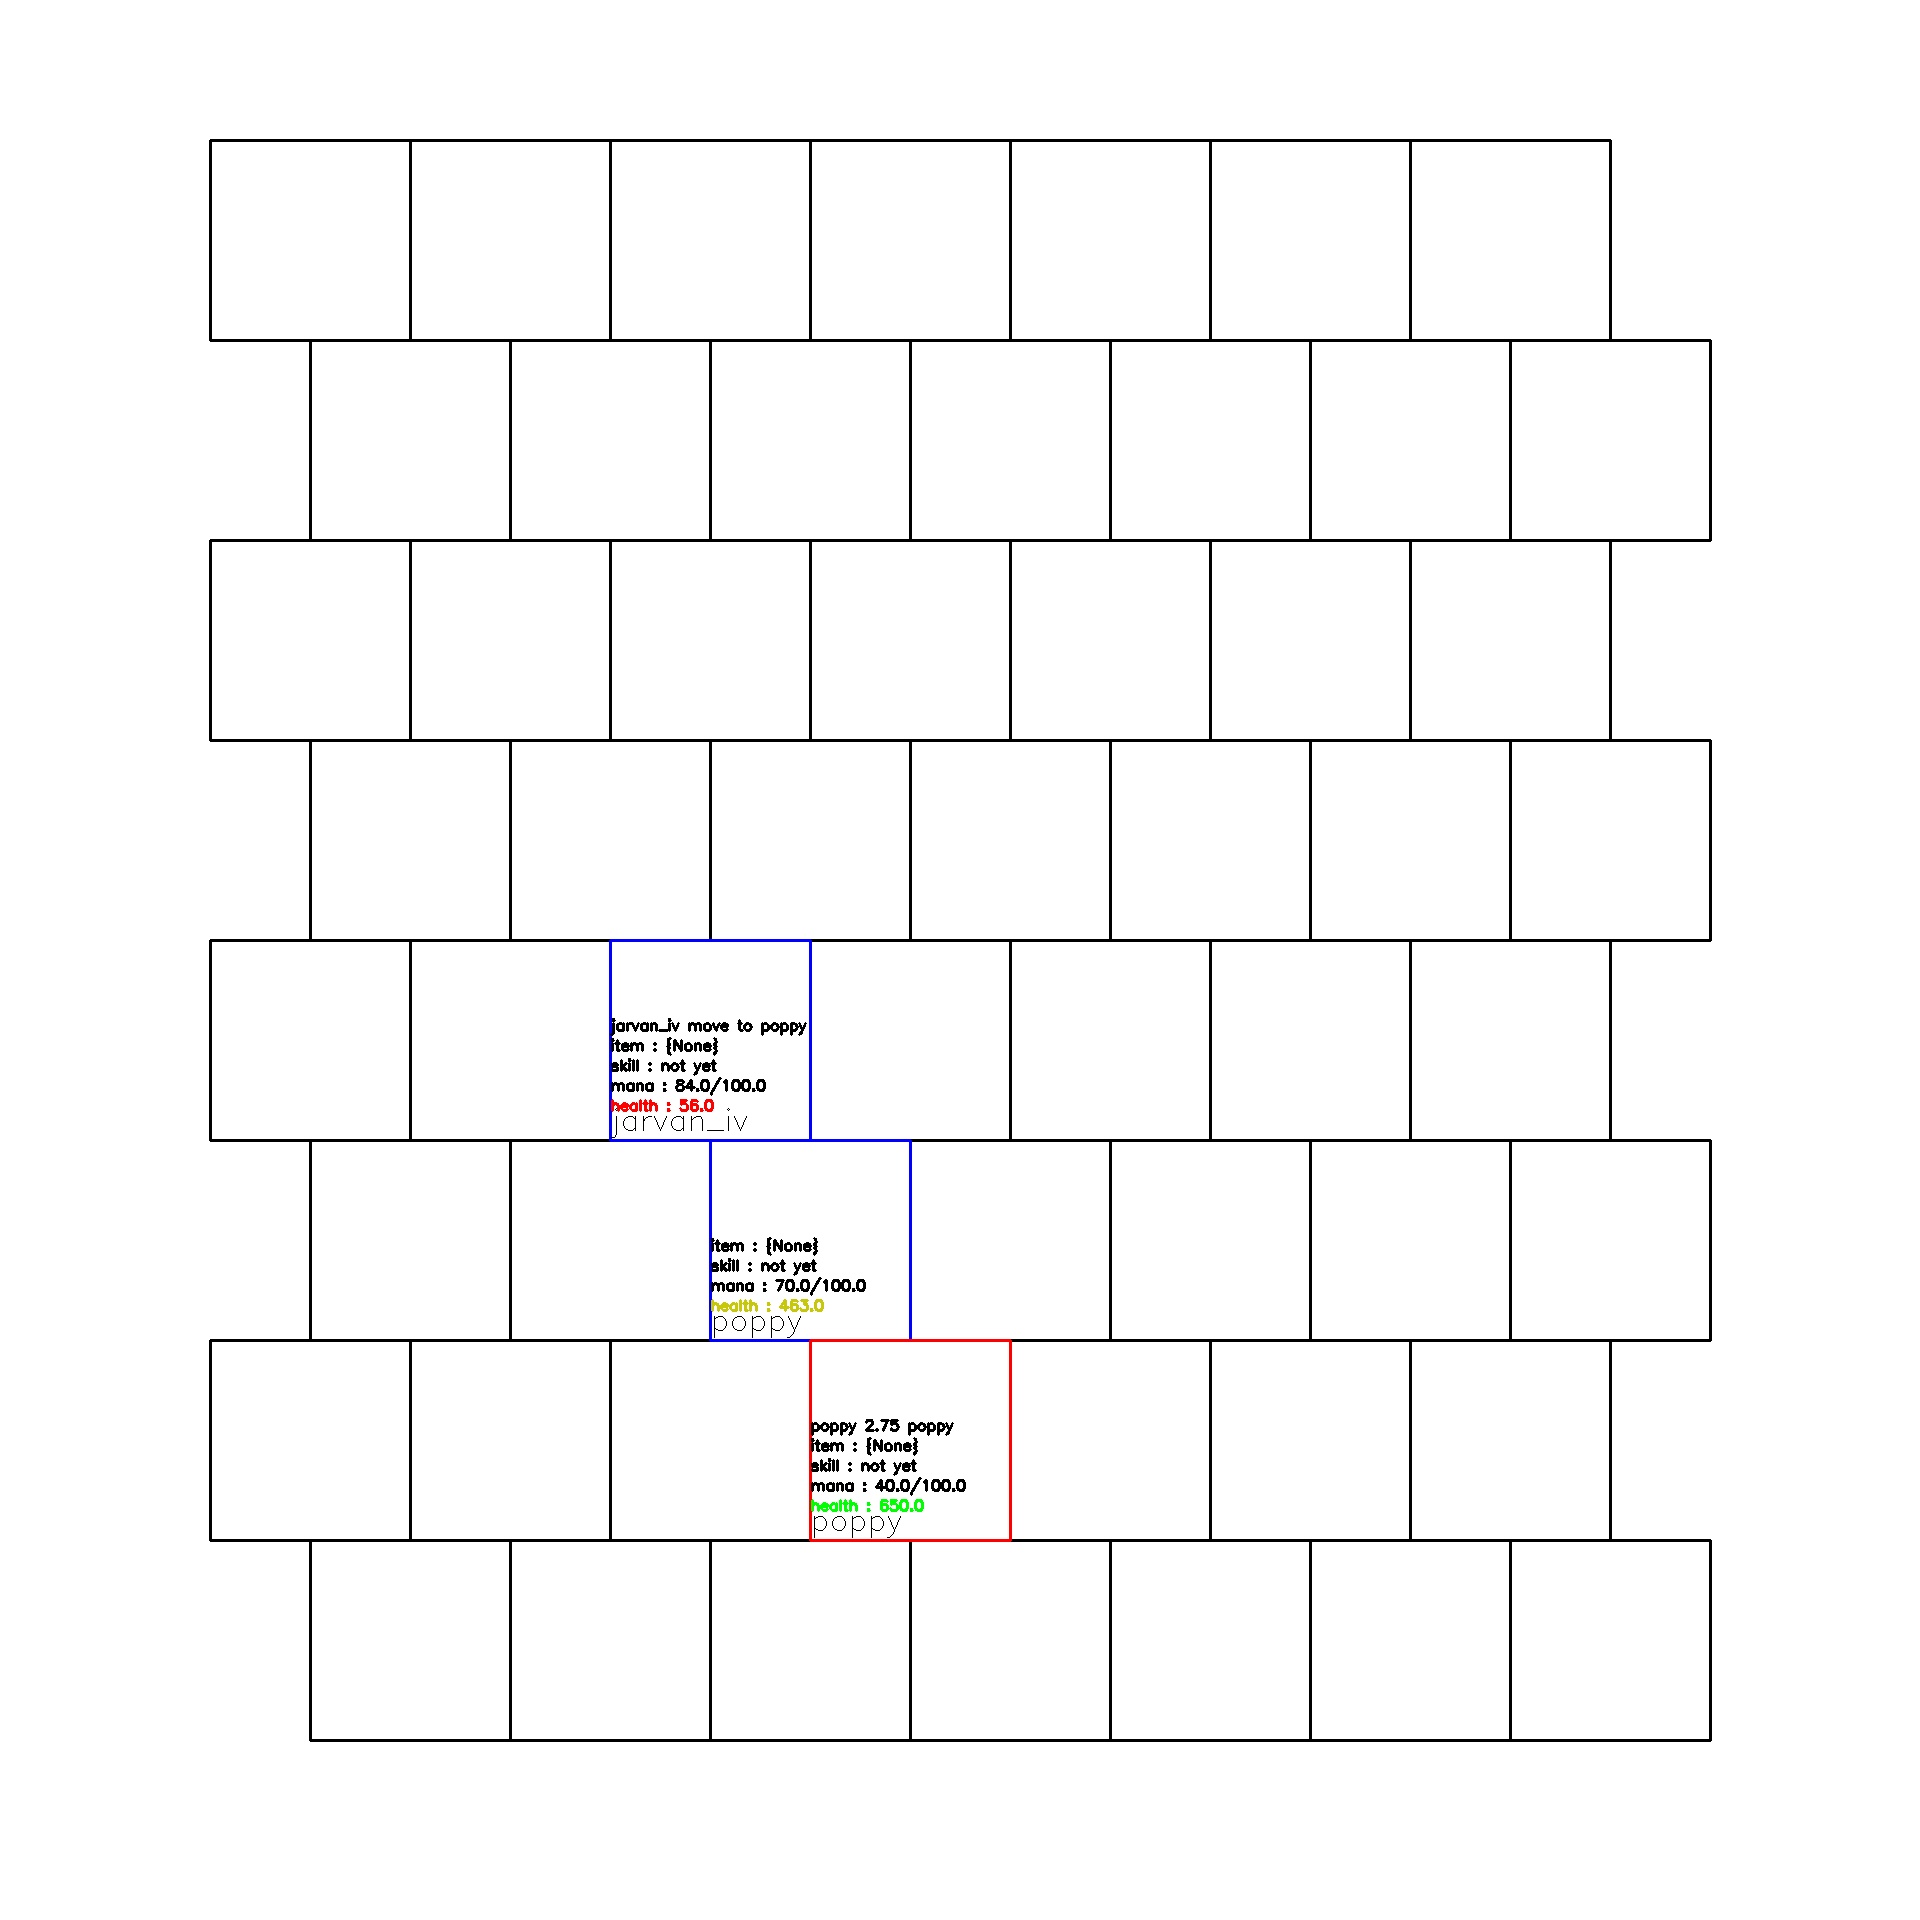 jarvan_iv move to poppy
item : {None}
skill : not yet
mana : 84.0/100.0
health : 56.0
jarvan_iv
item : {None}
skill : not yet
mana : 70.0/100.0
health : 463.0
poppy
poppy 2.75 poppy
item : {None}
skill : not yet
mana : 40.0/100.0
health : 650.0
poppy